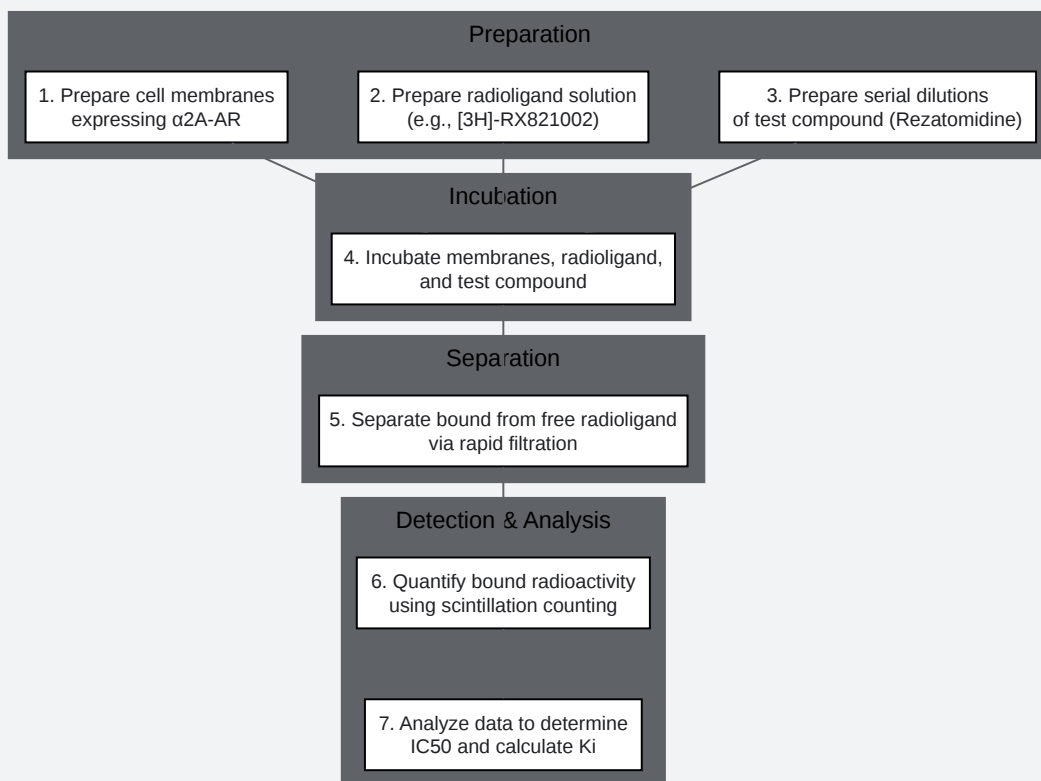 Preparation
1. Prepare cell membranes
expressing α2A-AR
2. Prepare radioligand solution
(e.g., [3H]-RX821002)
3. Prepare serial dilutions
of test compound (Rezatomidine)
Incubation
4. Incubate membranes, radioligand,
and test compound
Separation
5. Separate bound from free radioligand
via rapid filtration
Detection & Analysis
6. Quantify bound radioactivity
using scintillation counting
7. Analyze data to determine
IC50 and calculate Ki